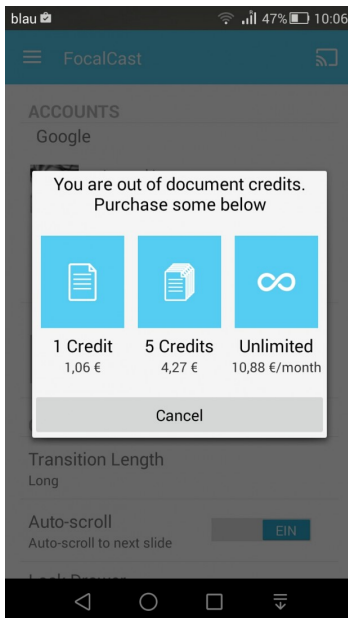 blau 47% 10:06
FocalCast
ACCOUNTS
Google
You are out of document credits.
Purchase some below
1 Credit 5 Credits Unlimited
1,06 € 4,27 € 10,88 €/month
Cancel
Transition Length
Long
Auto-scroll
Auto-scroll to next slide EIN